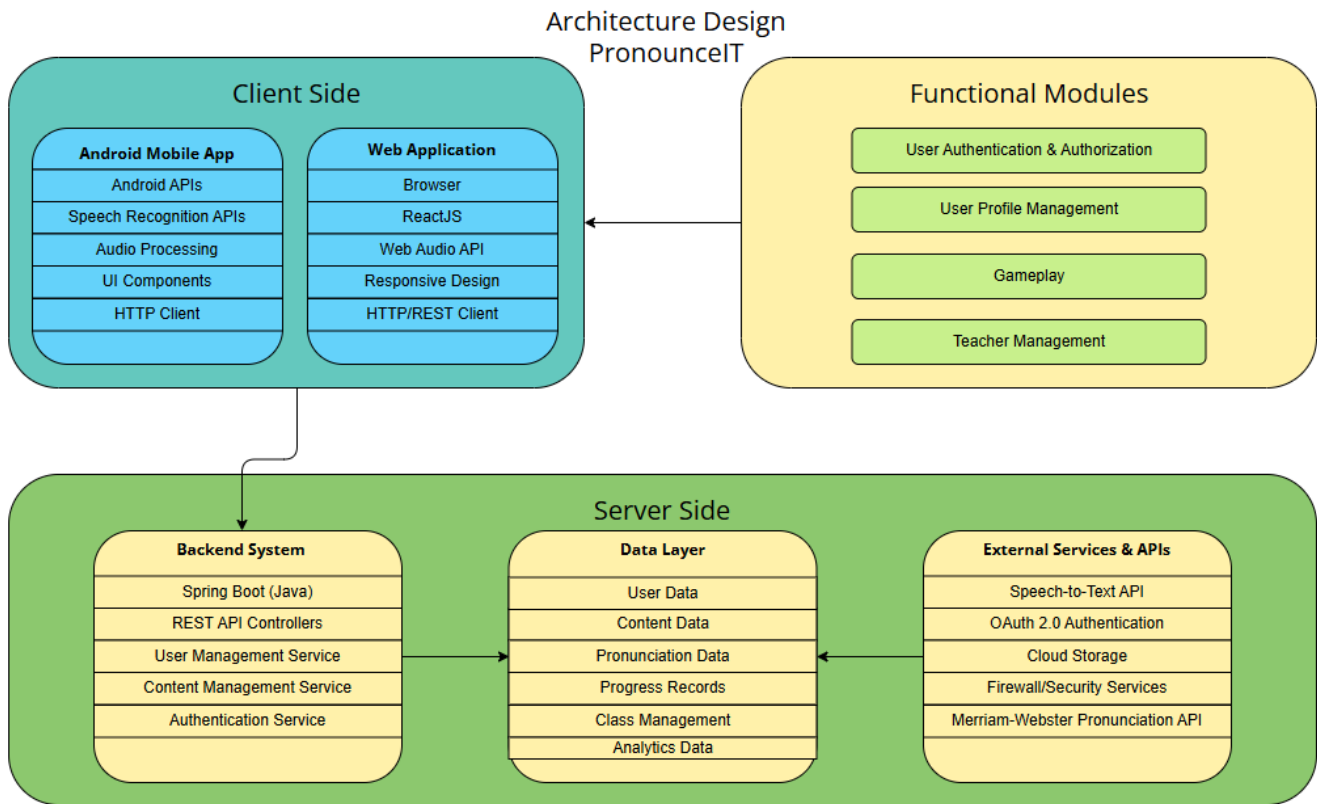 Architecture Design
PronounceIT
Client Side
Android Mobile App
Android APIs
Speech Recognition APIs
Audio Processing
UI Components
HTTP Client
Web Application
Browser
ReactJS
Web Audio API
Responsive Design
HTTP/REST Client
Functional Modules
User Authentication & Authorization
User Profile Management
Gameplay
Teacher Management
Server Side
Backend System
Spring Boot (Java)
REST API Controllers
User Management Service
Content Management Service
Authentication Service
Data Layer
User Data
Content Data
Pronunciation Data
Progress Records
Class Management
Analytics Data
External Services & APIs
Speech-to-Text API
OAuth 2.0 Authentication
Cloud Storage
Firewall/Security Services
Merriam-Webster Pronunciation API